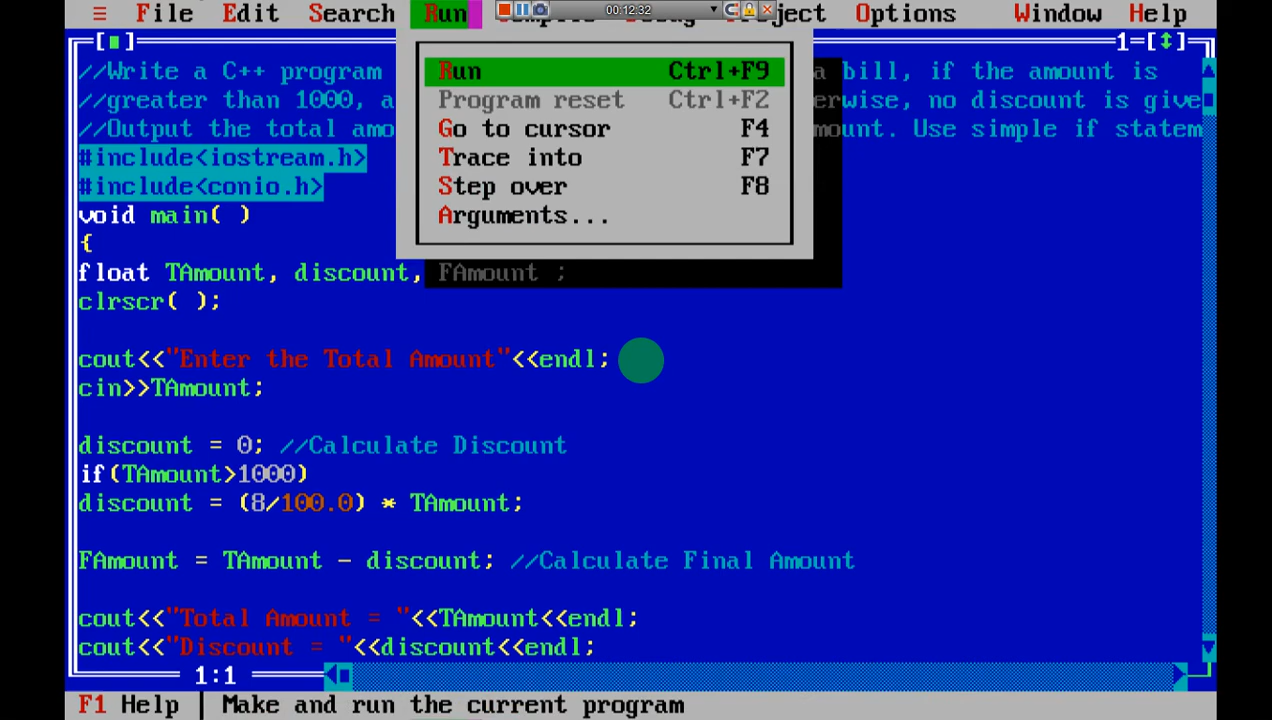 ≡ File Edit Search Run Debug Project Options Window Help
00:12:32
[■] 1=[↕]
//Write a C++ program a bill, if the amount is
//greater than 1000, a erwise, no discount is give
//Output the total amo mount. Use simple if statem
Run Ctrl+F9
Program reset Ctrl+F2
Go to cursor F4
Trace into F7
Step over F8
Arguments...
#include<iostream.h>
#include<conio.h>
void main( )
{
float TAmount, discount, FAmount ;
clrscr( );
cout<<"Enter the Total Amount"<<endl;
cin>>TAmount;
discount = 0; //Calculate Discount
if(TAmount>1000)
discount = (8/100.0) * TAmount;
FAmount = TAmount - discount; //Calculate Final Amount
cout<<"Total Amount = "<<TAmount<<endl;
cout<<"Discount = "<<discount<<endl;
1:1
F1 Help | Make and run the current program